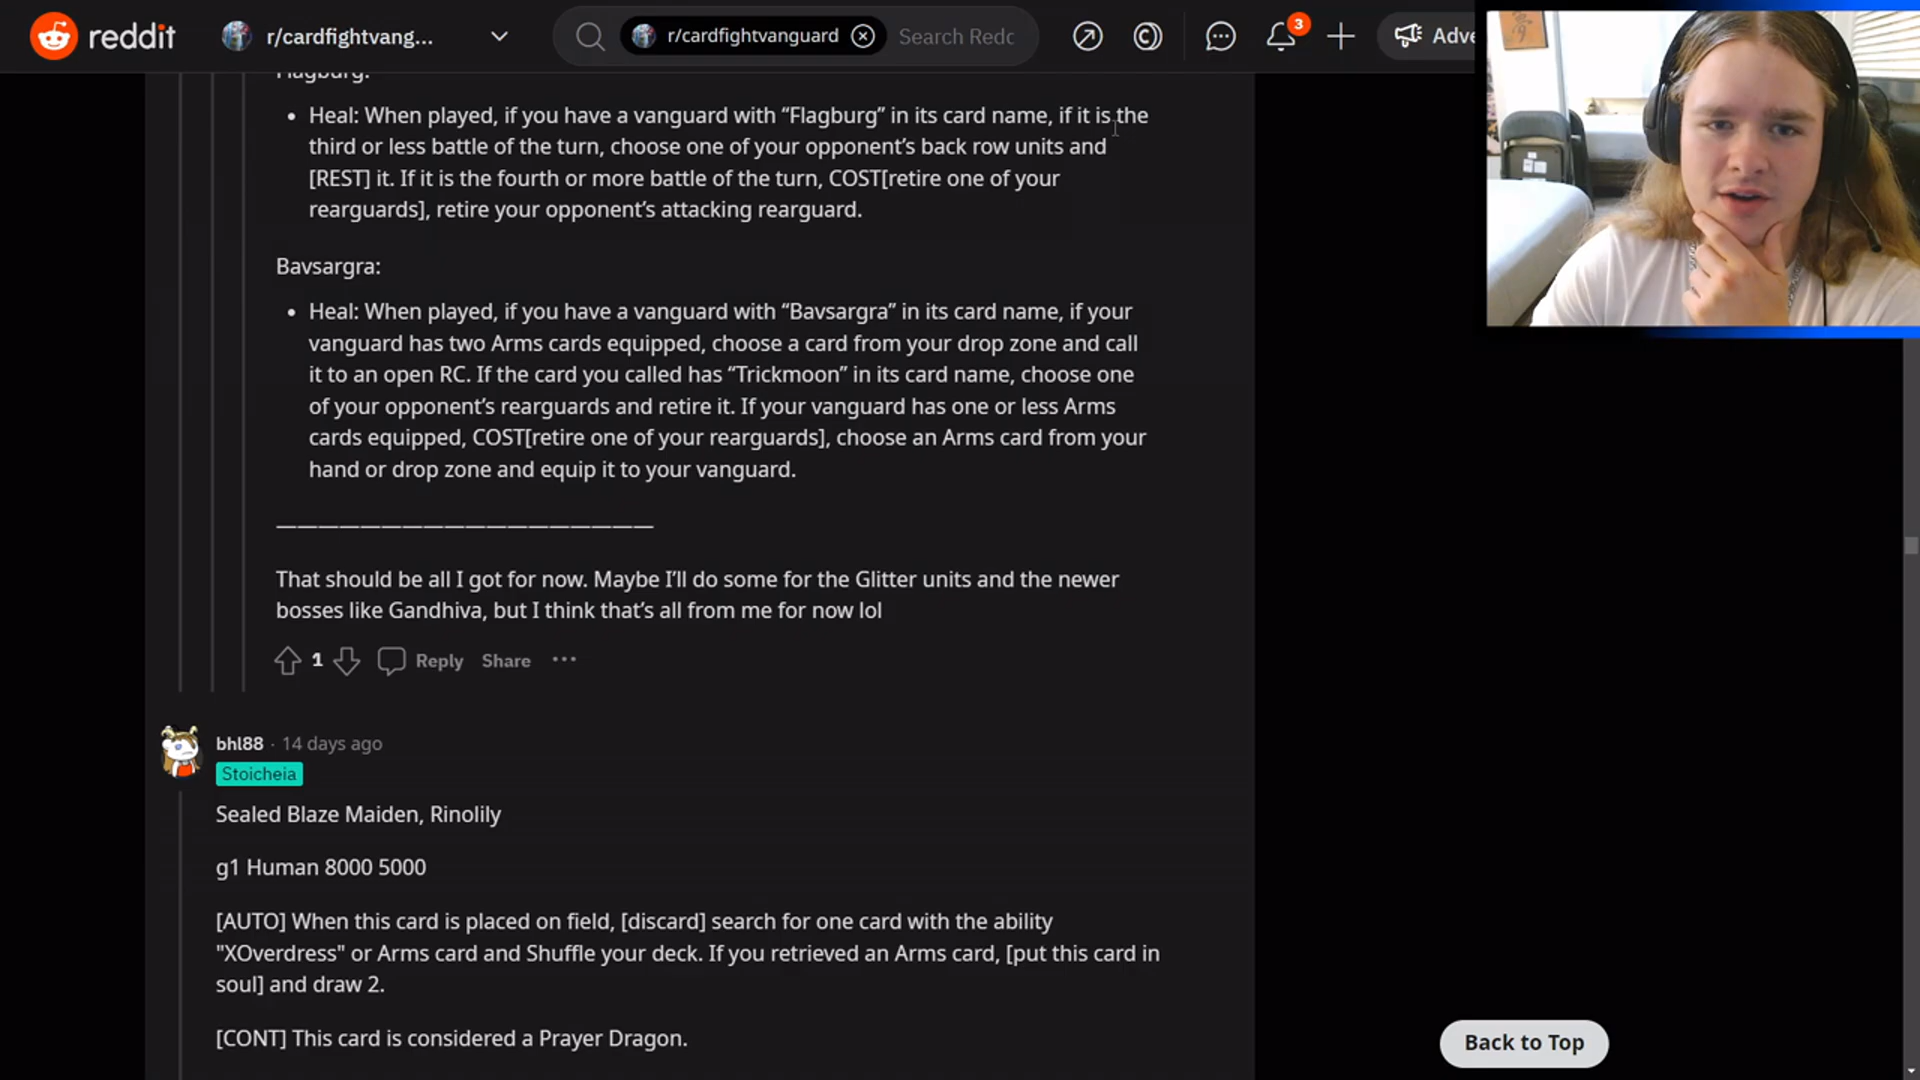 reddit
r/cardfightvang...
r/cardfightvanguard
Search Redc
3
Adve
Flagburg:
• Heal: When played, if you have a vanguard with “Flagburg” in its card name, if it is the
third or less battle of the turn, choose one of your opponent’s back row units and
[REST] it. If it is the fourth or more battle of the turn, COST[retire one of your
rearguards], retire your opponent’s attacking rearguard.
Bavsargra:
• Heal: When played, if you have a vanguard with “Bavsargra” in its card name, if your
vanguard has two Arms cards equipped, choose a card from your drop zone and call
it to an open RC. If the card you called has “Trickmoon” in its card name, choose one
of your opponent’s rearguards and retire it. If your vanguard has one or less Arms
cards equipped, COST[retire one of your rearguards], choose an Arms card from your
hand or drop zone and equip it to your vanguard.
——————————————————
That should be all I got for now. Maybe I’ll do some for the Glitter units and the newer
bosses like Gandhiva, but I think that’s all from me for now lol
1
Reply
Share
bhl88 · 14 days ago
Stoicheia
Sealed Blaze Maiden, Rinolily
g1 Human 8000 5000
[AUTO] When this card is placed on field, [discard] search for one card with the ability
"XOverdress" or Arms card and Shuffle your deck. If you retrieved an Arms card, [put this card in
soul] and draw 2.
[CONT] This card is considered a Prayer Dragon.
Back to Top